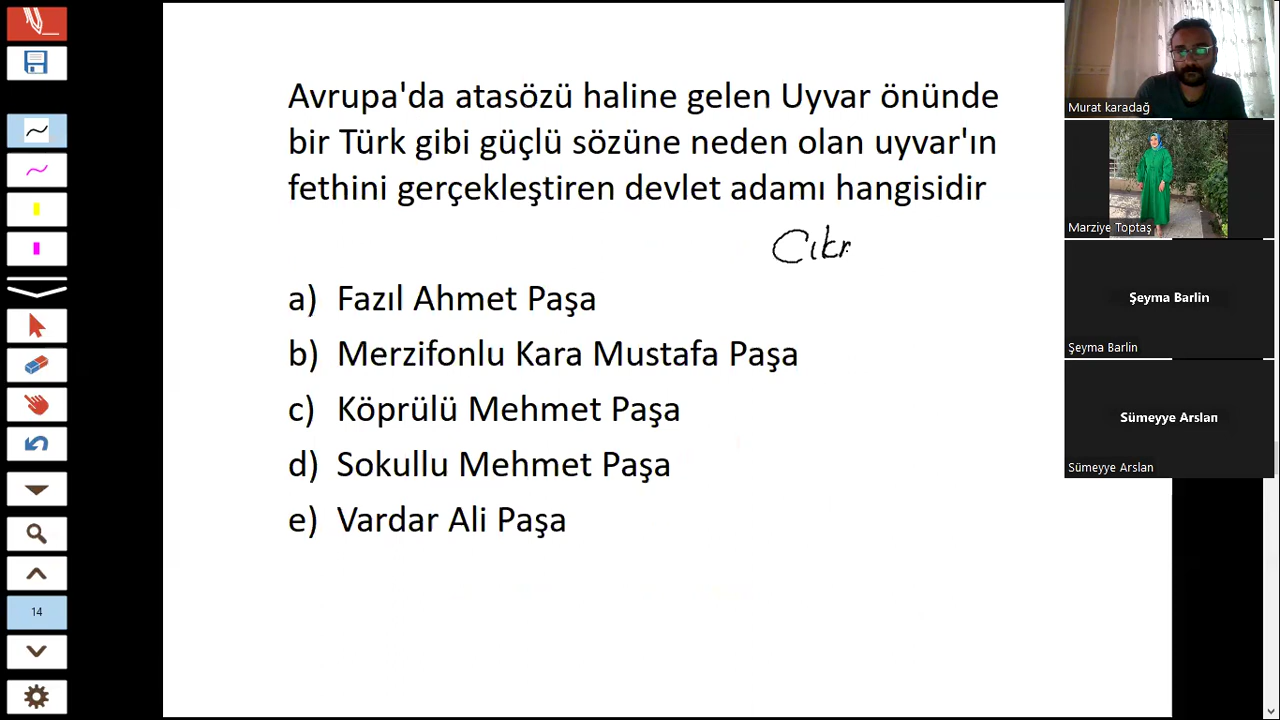 Avrupa'da atasözü haline gelen Uyvar önünde
bir Türk gibi güçlü sözüne neden olan uyvar'ın
fethini gerçekleştiren devlet adamı hangisidir
Cıkr
a) Fazıl Ahmet Paşa
b) Merzifonlu Kara Mustafa Paşa
c) Köprülü Mehmet Paşa
d) Sokullu Mehmet Paşa
e) Vardar Ali Paşa
14
Murat karadağ
Marziye Toptaş
Şeyma Barlin
Şeyma Barlin
Sümeyye Arslan
Sümeyye Arslan